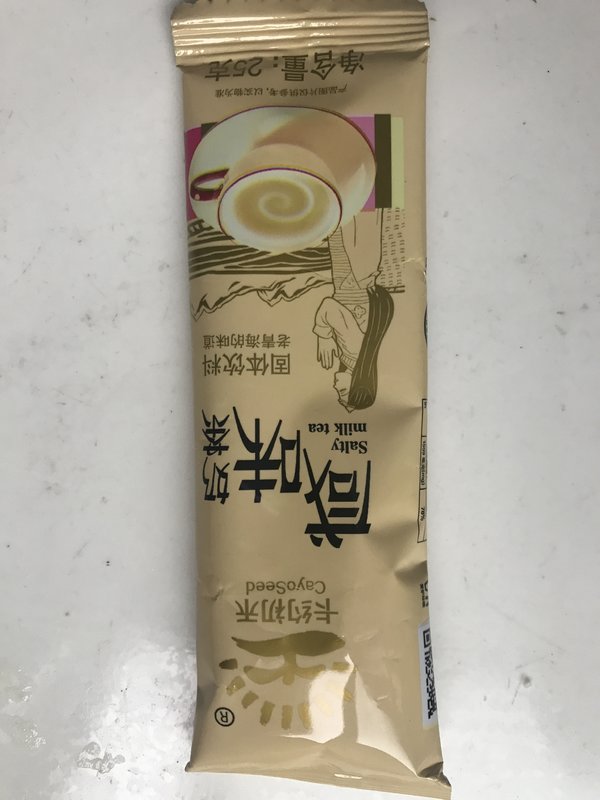 ®
卡约初禾
CayoSeed
咸味奶茶
Salty
milk tea
固体饮料
老青海的味道
产品图片仅供参考，以实物为准
净含量：25克